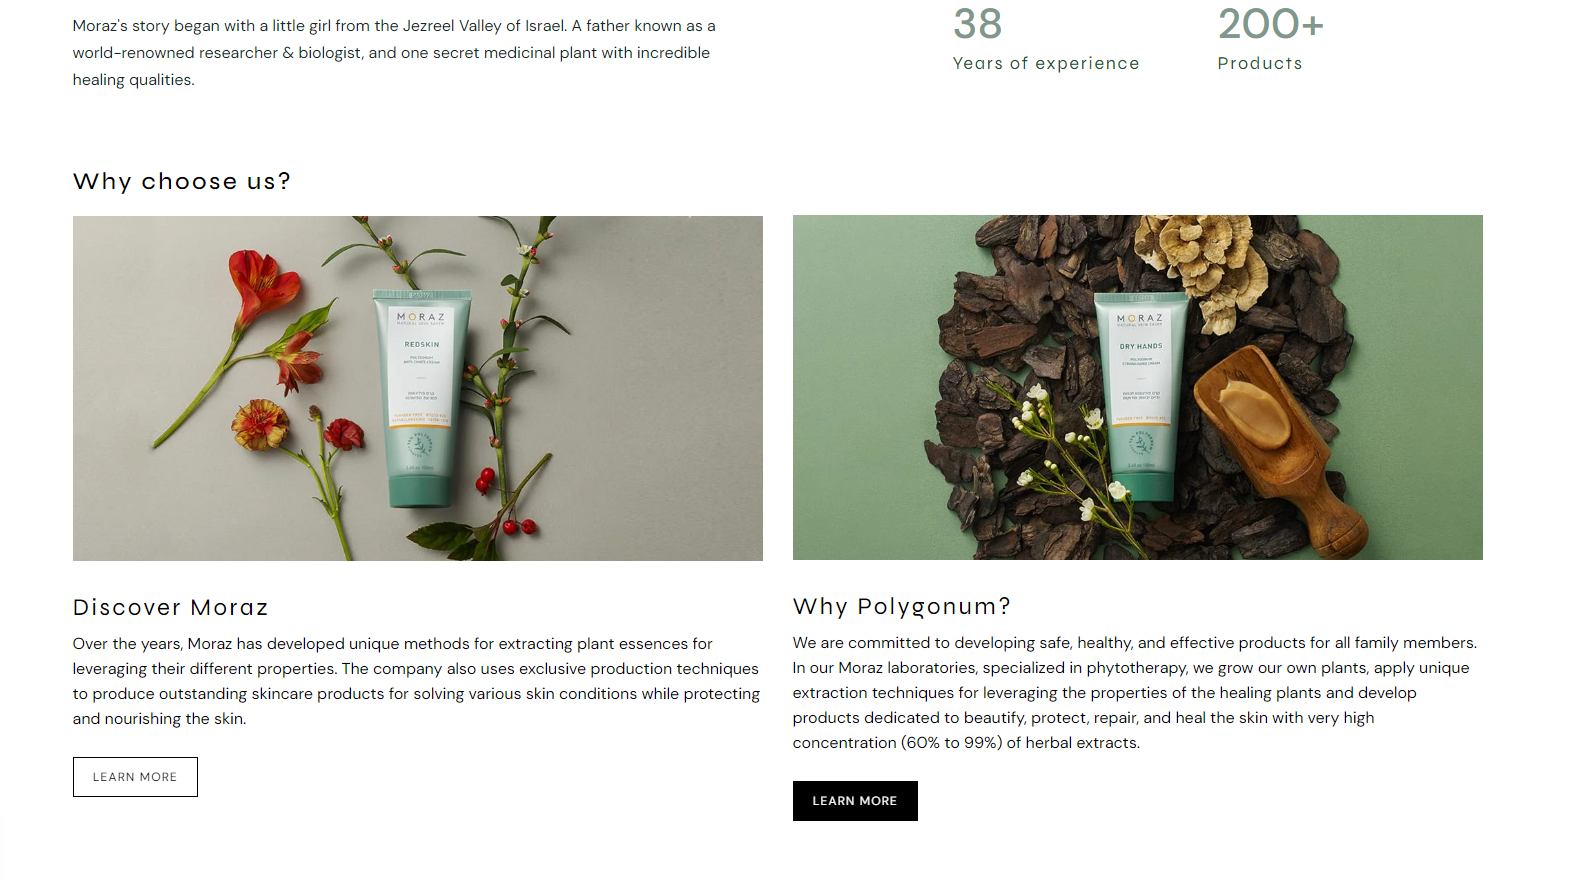 Moraz's story began with a little girl from the Jezreel Valley of Israel. A father known as a
world-renowned researcher & biologist, and one secret medicinal plant with incredible
healing qualities.
38
Years of experience
200+
Products
Why choose us?
MORAZ
NATURAL SKIN SAVER
REDSKIN
MORAZ
NATURAL SKIN SAVER
DRY HANDS
Discover Moraz
Over the years, Moraz has developed unique methods for extracting plant essences for
leveraging their different properties. The company also uses exclusive production techniques
to produce outstanding skincare products for solving various skin conditions while protecting
and nourishing the skin.
LEARN MORE
Why Polygonum?
We are committed to developing safe, healthy, and effective products for all family members.
In our Moraz laboratories, specialized in phytotherapy, we grow our own plants, apply unique
extraction techniques for leveraging the properties of the healing plants and develop
products dedicated to beautify, protect, repair, and heal the skin with very high
concentration (60% to 99%) of herbal extracts.
LEARN MORE